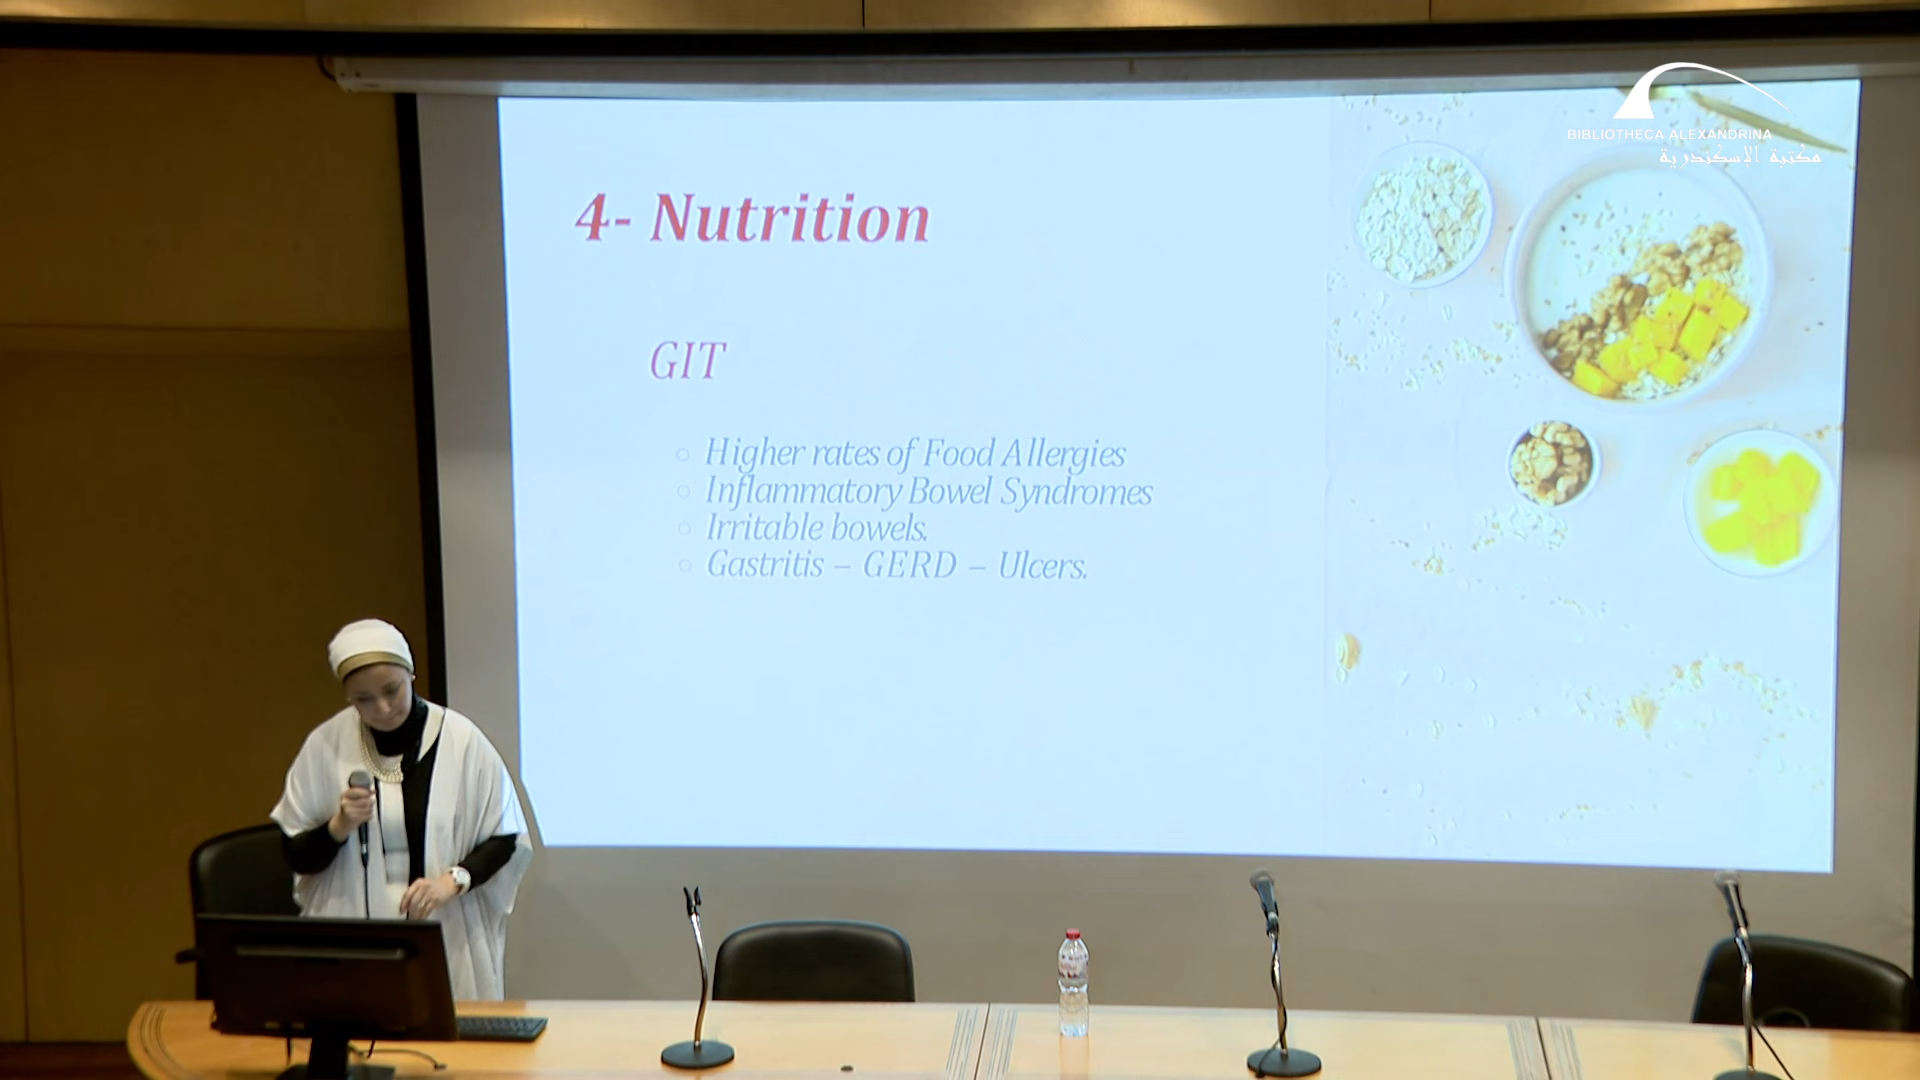 BIBLIOTHECA ALEXANDRINA
مكتبة الإسكندرية
4- Nutrition
GIT
○ Higher rates of Food Allergies
○ Inflammatory Bowel Syndromes
○ Irritable bowels.
○ Gastritis – GERD – Ulcers.